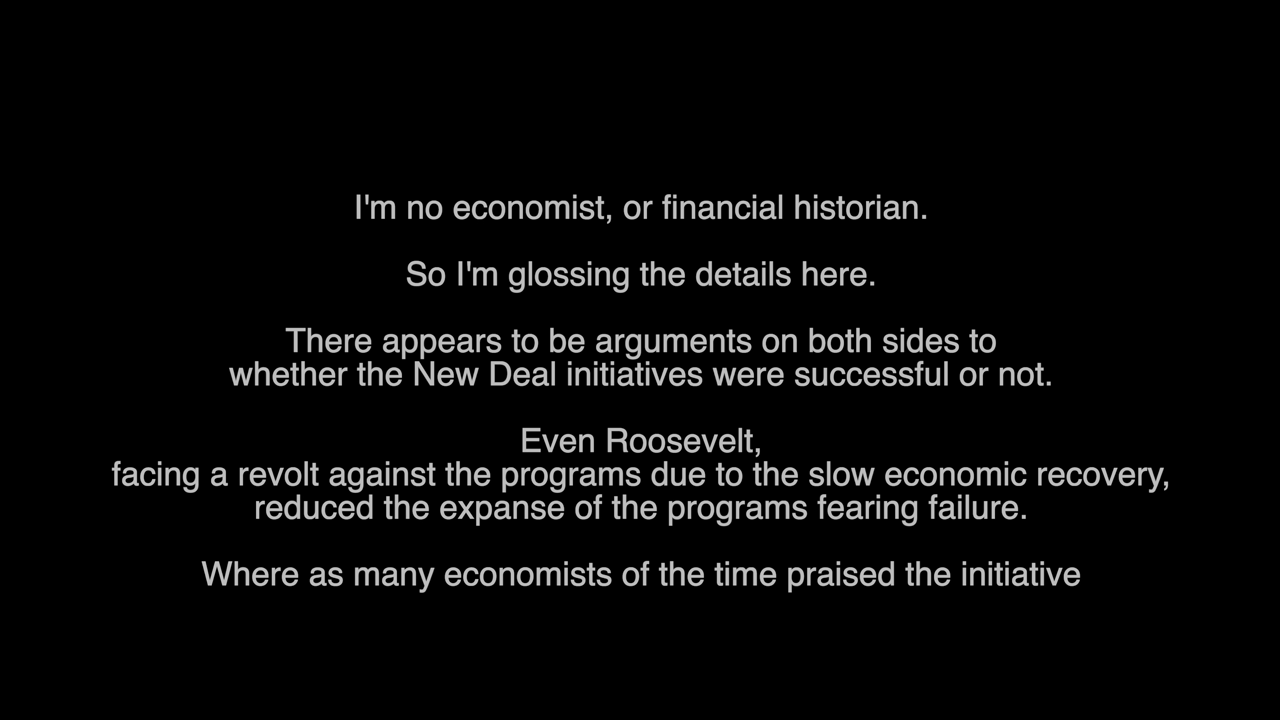 I'm no economist, or financial historian.
So I'm glossing the details here.
There appears to be arguments on both sides to
whether the New Deal initiatives were successful or not.
Even Roosevelt,
facing a revolt against the programs due to the slow economic recovery,
reduced the expanse of the programs fearing failure.
Where as many economists of the time praised the initiative